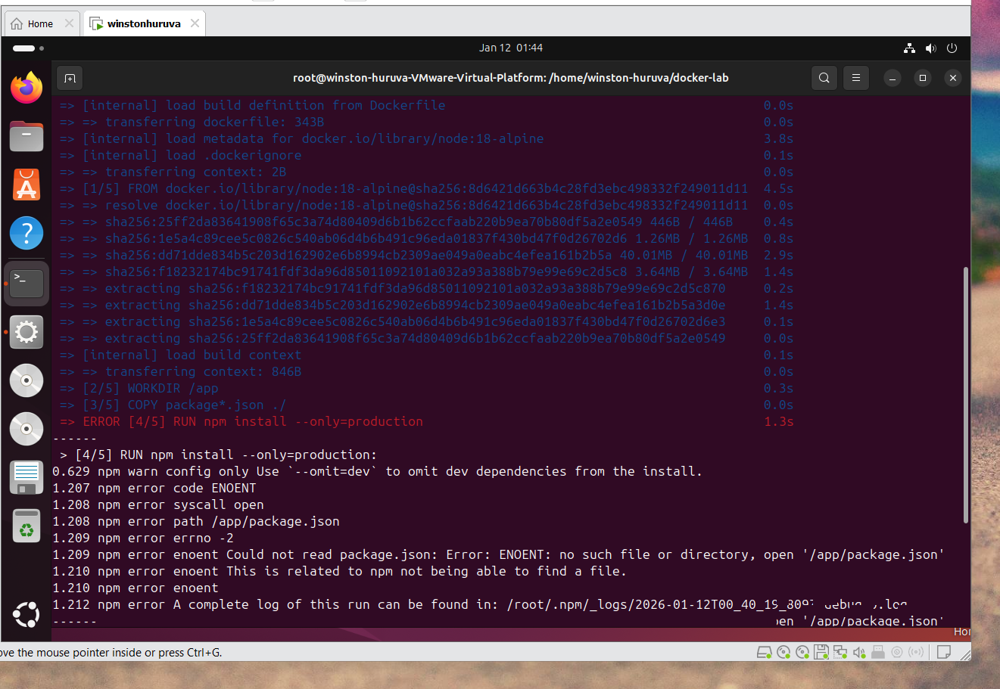 Home
winstonhuruva
Jan 12 01:44
root@winston-huruva-VMware-Virtual-Platform: /home/winston-huruva/docker-lab
=> [internal] load build definition from Dockerfile 0.0s
=> => transferring dockerfile: 343B 0.0s
=> [internal] load metadata for docker.io/library/node:18-alpine 3.8s
=> [internal] load .dockerignore 0.1s
=> => transferring context: 2B 0.0s
=> [1/5] FROM docker.io/library/node:18-alpine@sha256:8d6421d663b4c28fd3ebc498332f249011d11 4.5s
=> => resolve docker.io/library/node:18-alpine@sha256:8d6421d663b4c28fd3ebc498332f249011d11 0.0s
=> => sha256:25ff2da83641908f65c3a74d80409d6b1b62ccfaab220b9ea70b80df5a2e0549 446B / 446B 0.4s
=> => sha256:1e5a4c89cee5c0826c540ab06d4b6b491c96eda01837f430bd47f0d26702d6 1.26MB / 1.26MB 0.8s
=> => sha256:dd71dde834b5c203d162902e6b8994cb2309ae049a0eabc4efea161b2b5a 40.01MB / 40.01MB 2.9s
=> => sha256:f18232174bc91741fdf3da96d85011092101a032a93a388b79e99e69c2d5c8 3.64MB / 3.64MB 1.4s
=> => extracting sha256:f18232174bc91741fdf3da96d85011092101a032a93a388b79e99e69c2d5c870 0.2s
=> => extracting sha256:dd71dde834b5c203d162902e6b8994cb2309ae049a0eabc4efea161b2b5a3d0e 1.4s
=> => extracting sha256:1e5a4c89cee5c0826c540ab06d4b6b491c96eda01837f430bd47f0d26702d6e3 0.1s
=> => extracting sha256:25ff2da83641908f65c3a74d80409d6b1b62ccfaab220b9ea70b80df5a2e0549 0.0s
=> [internal] load build context 0.1s
=> => transferring context: 846B 0.0s
=> [2/5] WORKDIR /app 0.3s
=> [3/5] COPY package*.json ./ 0.0s
=> ERROR [4/5] RUN npm install --only=production 1.3s
------
> [4/5] RUN npm install --only=production:
0.629 npm warn config only Use `--omit=dev` to omit dev dependencies from the install.
1.207 npm error code ENOENT
1.208 npm error syscall open
1.208 npm error path /app/package.json
1.209 npm error errno -2
1.209 npm error enoent Could not read package.json: Error: ENOENT: no such file or directory, open '/app/package.json'
1.210 npm error enoent This is related to npm not being able to find a file.
1.210 npm error enoent
1.212 npm error A complete log of this run can be found in: /root/.npm/_logs/2026-01-12T00_40_19_809
------ '/app/package.json'
the mouse pointer inside or press Ctrl+G.